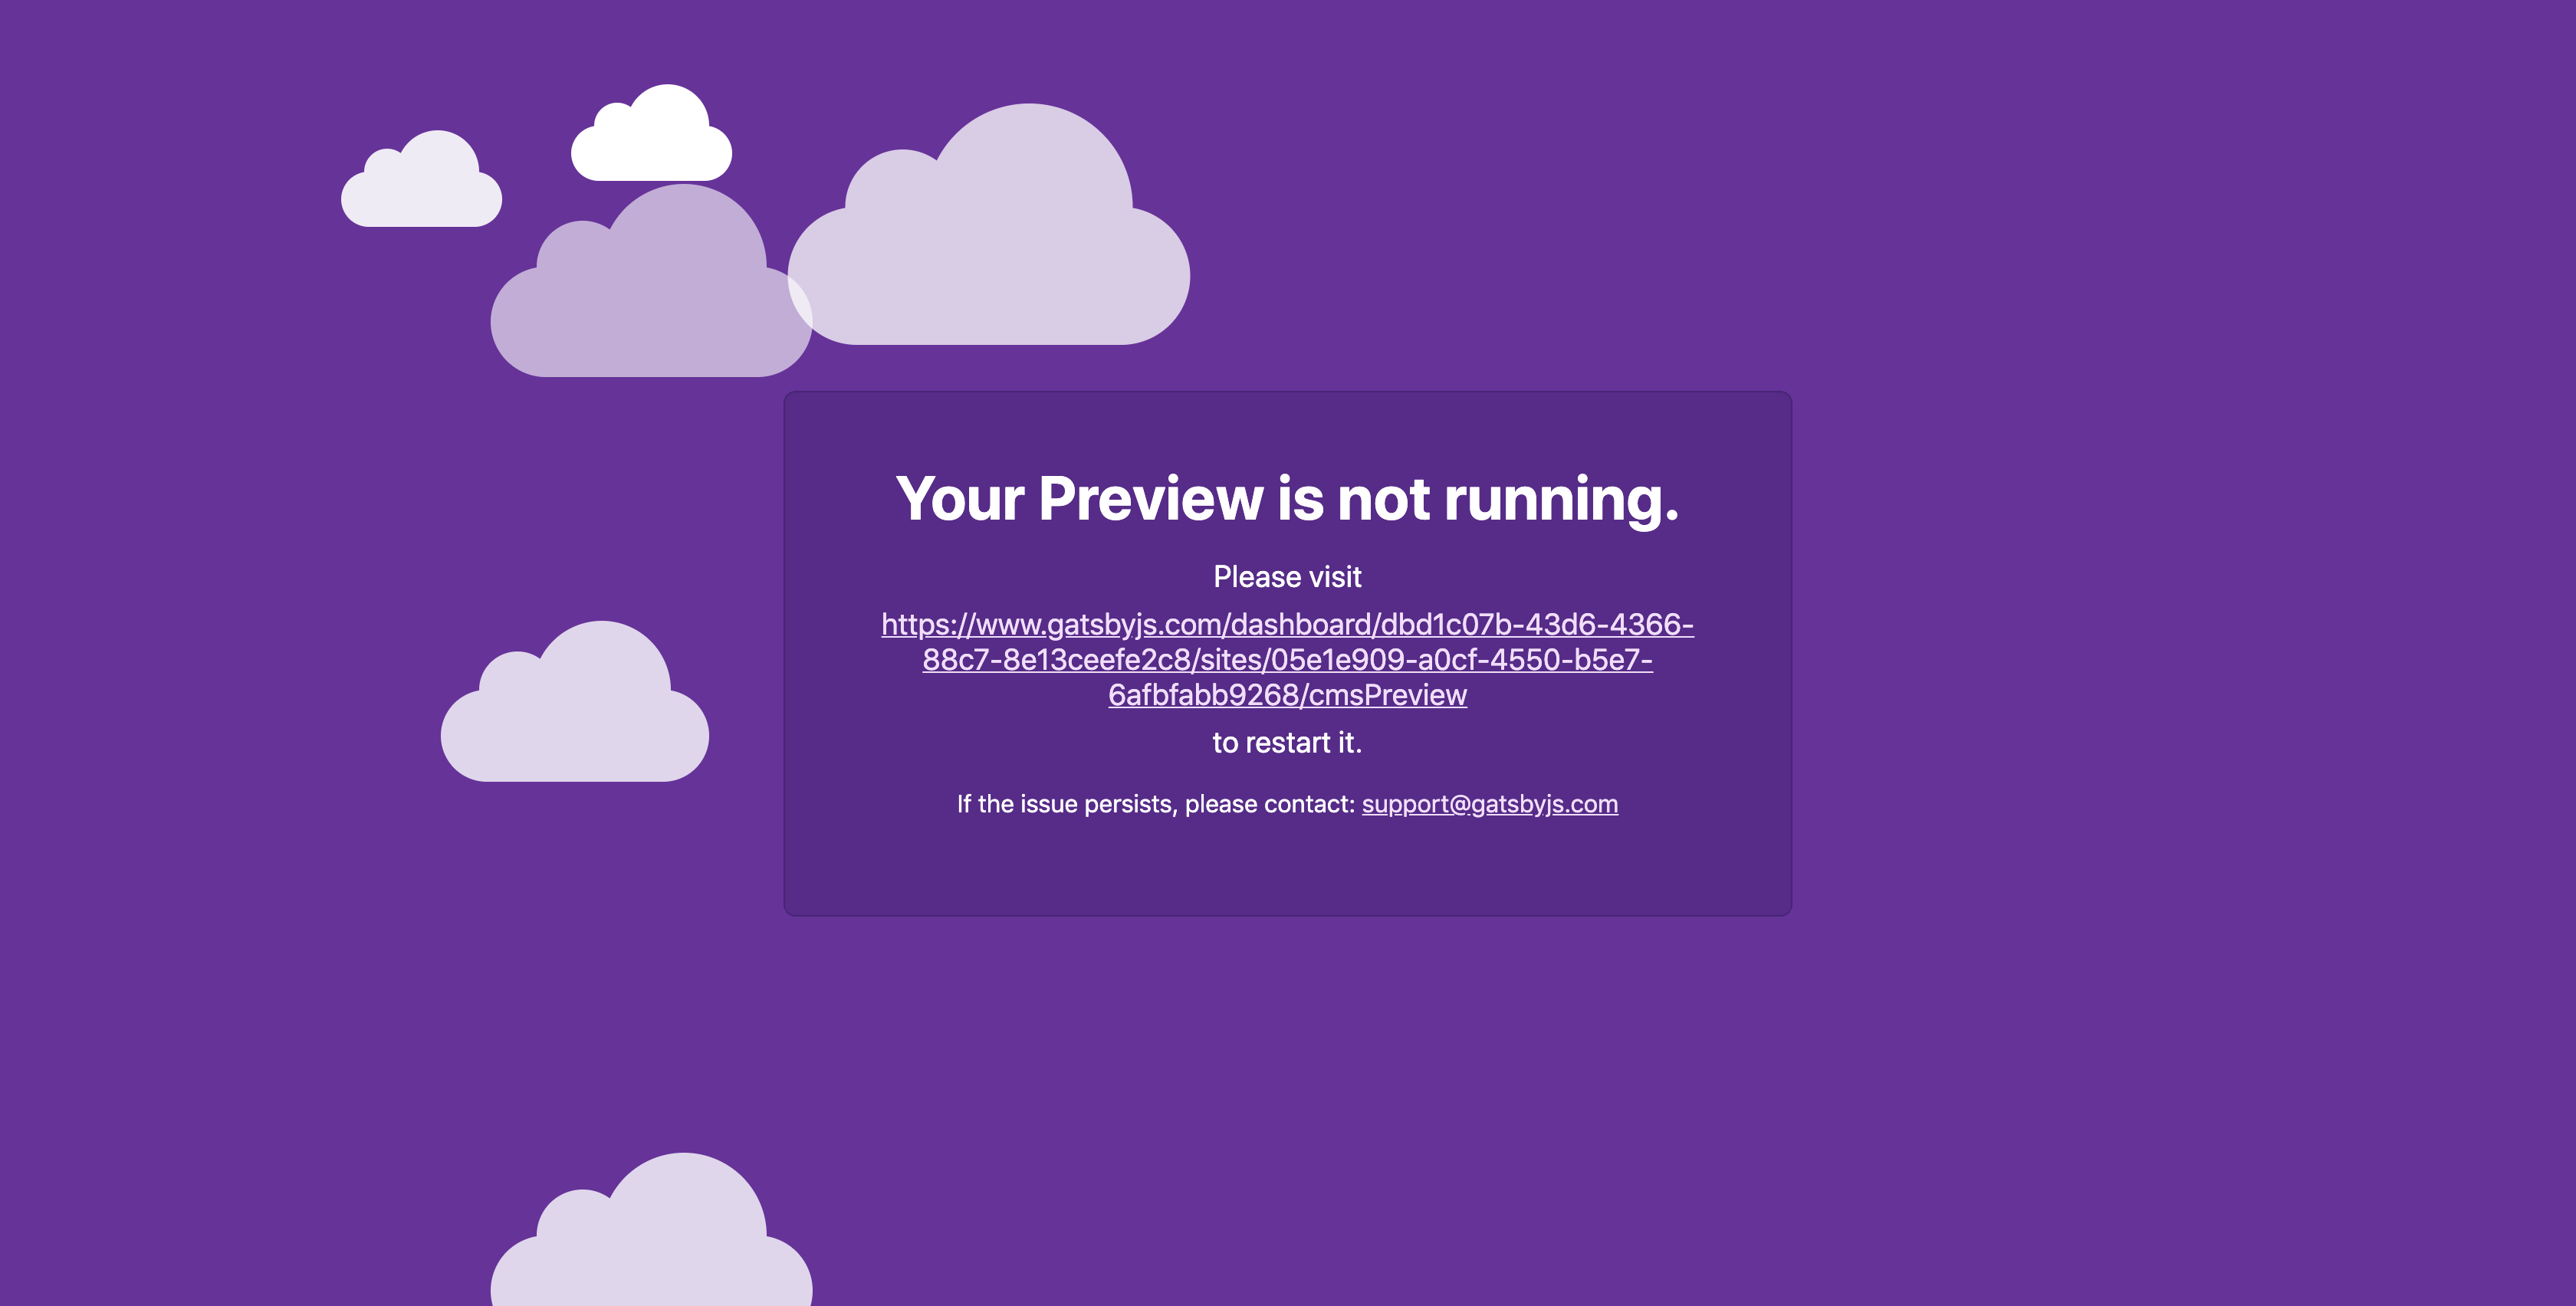 Your Preview is not running.
Please visit
https://www.gatsbyjs.com/dashboard/dbd1c07b-43d6-4366-
88c7-8e13ceefe2c8/sites/05e1e909-a0cf-4550-b5e7-
6afbfabb9268/cmsPreview
to restart it.
If the issue persists, please contact: support@gatsbyjs.com